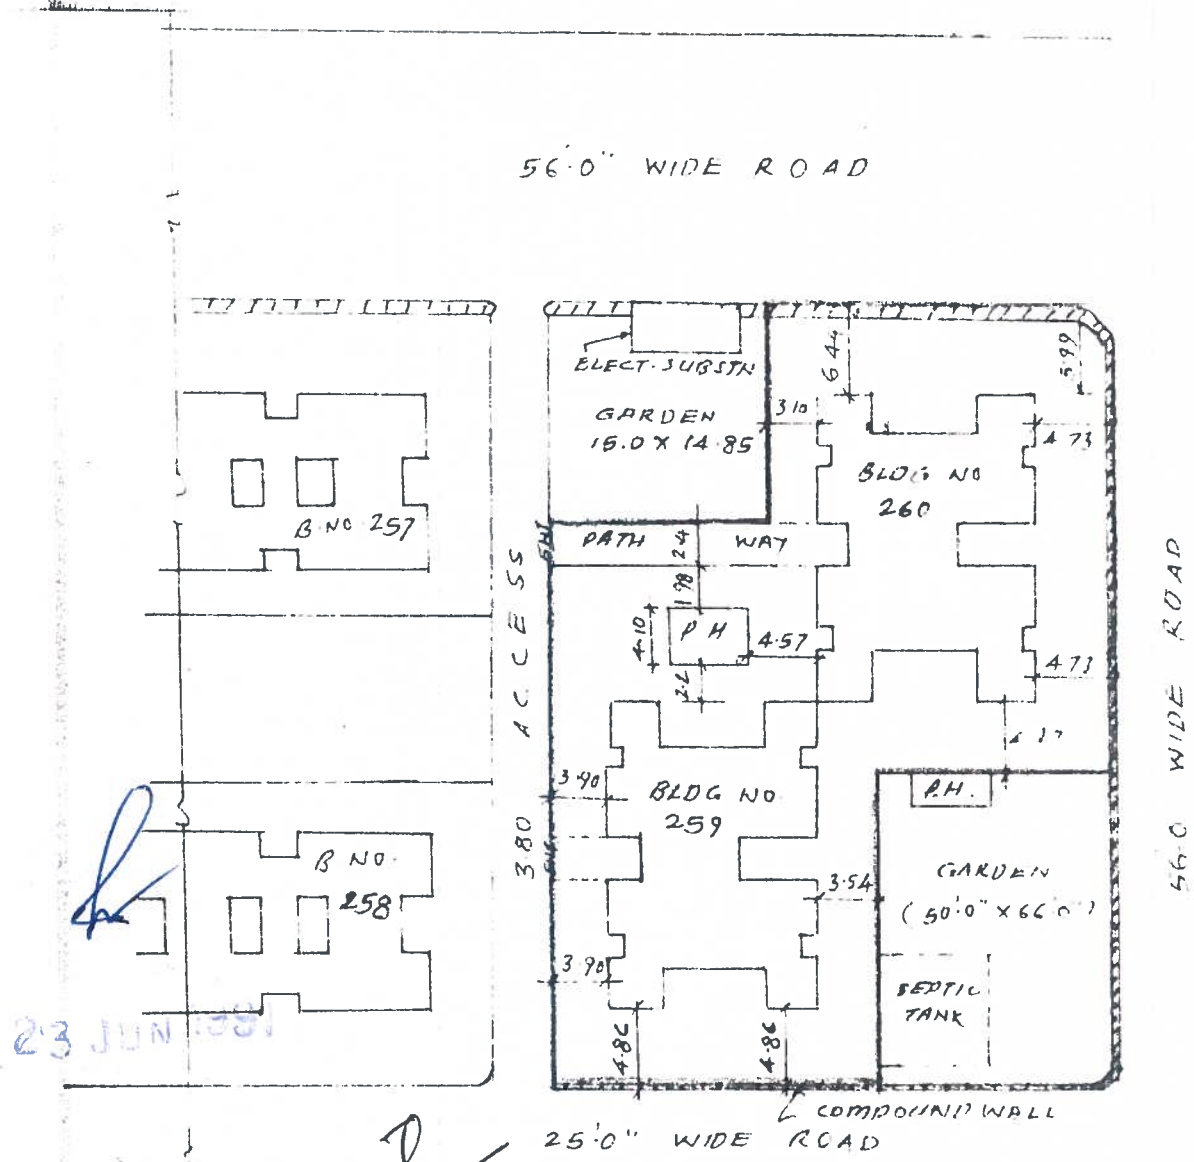 56'.0" WIDE ROAD
ELECT. SUBSTN
GARDEN
15.0 X 14.85
6.44
5.99
3.10
4.73
BLDG NO
260
B NO 257
PATH WAY
2.4
1.98
P H
4.10
4.57
2.2
4.73
ACCESS
3.80
56.0 WIDE ROAD
3.90
BLDG NO
259
P.H.
B NO.
258
3.54
GARDEN
(50'.0" X 66'.0")
3.90
SEPTIC
TANK
4.86
4.86
23 JUN 1991
COMPOUND WALL
25'.0" WIDE ROAD